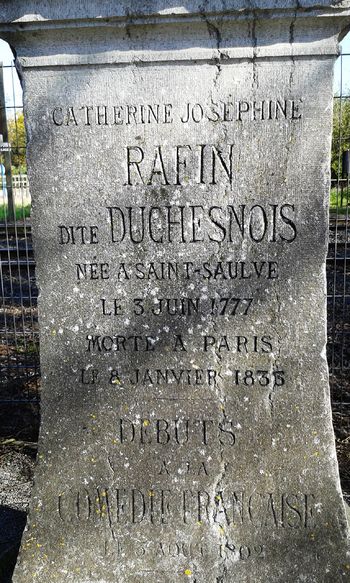 CATHERINE JOSEPHINE
RAFIN
DITE DUCHESNOIS
NÉE A SAINT-SAULVE
LE 3 JUIN 1777
MORTE A PARIS
LE 8 JANVIER 1835
DEBUTS
A LA
COMEDIE FRANCAISE
LE 3 AOUT 1802